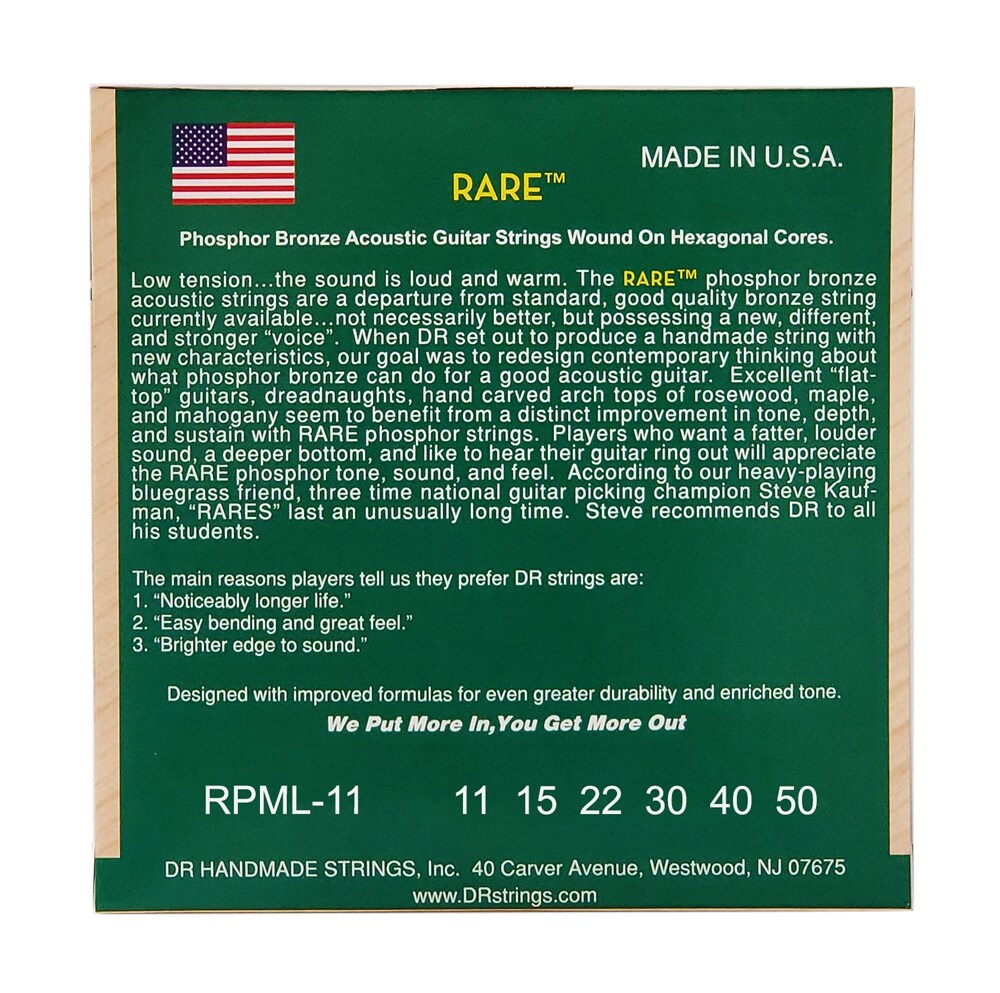 MADE IN U.S.A.
RARE™
Phosphor Bronze Acoustic Guitar Strings Wound On Hexagonal Cores.
Low tension...the sound is loud and warm. The RARE™ phosphor bronze
acoustic strings are a departure from standard, good quality bronze string
currently available...not necessarily better, but possessing a new, different,
and stronger “voice”. When DR set out to produce a handmade string with
new characteristics, our goal was to redesign contemporary thinking about
what phosphor bronze can do for a good acoustic guitar. Excellent “flat-
top” guitars, dreadnaughts, hand carved arch tops of rosewood, maple,
and mahogany seem to benefit from a distinct improvement in tone, depth,
and sustain with RARE phosphor strings. Players who want a fatter, louder
sound, a deeper bottom, and like to hear their guitar ring out will appreciate
the RARE phosphor tone, sound, and feel. According to our heavy-playing
bluegrass friend, three time national guitar picking champion Steve Kauf-
man, “RARES” last an unusually long time. Steve recommends DR to all
his students.
The main reasons players tell us they prefer DR strings are:
1. “Noticeably longer life.”
2. “Easy bending and great feel.”
3. “Brighter edge to sound.”
Designed with improved formulas for even greater durability and enriched tone.
We Put More In,You Get More Out
RPML-11 11 15 22 30 40 50
DR HANDMADE STRINGS, Inc. 40 Carver Avenue, Westwood, NJ 07675
www.DRstrings.com